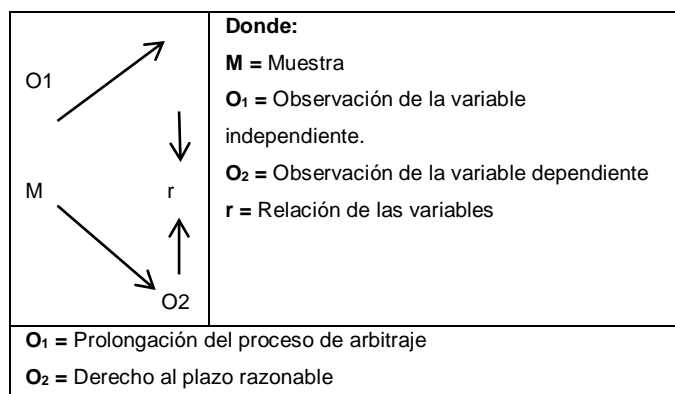 O1
M
r
O2
Donde:
M = Muestra
O₁ = Observación de la variable
independiente.
O₂ = Observación de la variable dependiente
r = Relación de las variables
O₁ = Prolongación del proceso de arbitraje
O₂ = Derecho al plazo razonable